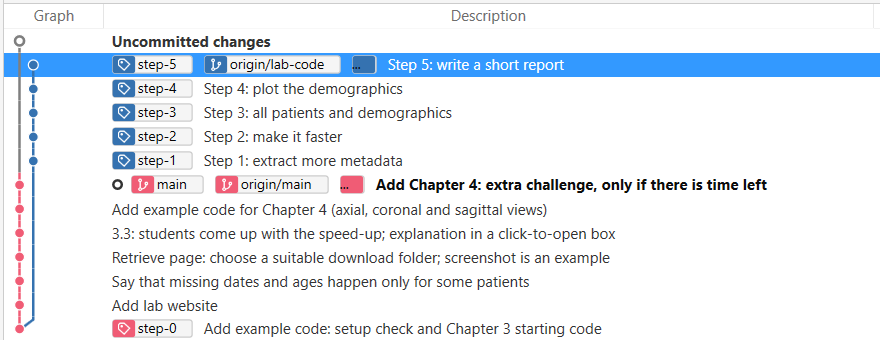 Graph Description
Uncommitted changes
step-5 origin/lab-code ... Step 5: write a short report
step-4 Step 4: plot the demographics
step-3 Step 3: all patients and demographics
step-2 Step 2: make it faster
step-1 Step 1: extract more metadata
main origin/main ... Add Chapter 4: extra challenge, only if there is time left
Add example code for Chapter 4 (axial, coronal and sagittal views)
3.3: students come up with the speed-up; explanation in a click-to-open box
Retrieve page: choose a suitable download folder; screenshot is an example
Say that missing dates and ages happen only for some patients
Add lab website
step-0 Add example code: setup check and Chapter 3 starting code